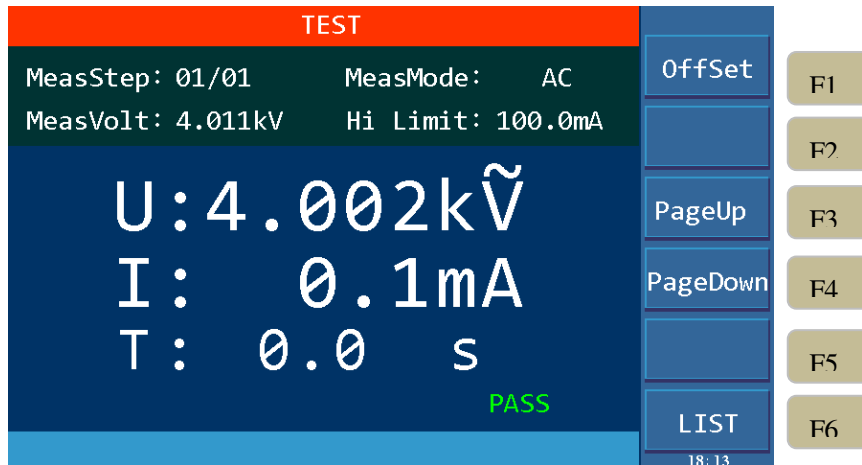 TEST
MeasStep: 01/01 MeasMode: AC
MeasVolt: 4.011kV Hi Limit: 100.0mA
U:4.002kṼ
I: 0.1mA
T: 0.0 s
PASS
OffSet
PageUp
PageDown
LIST
18:13
F1
F2
F3
F4
F5
F6